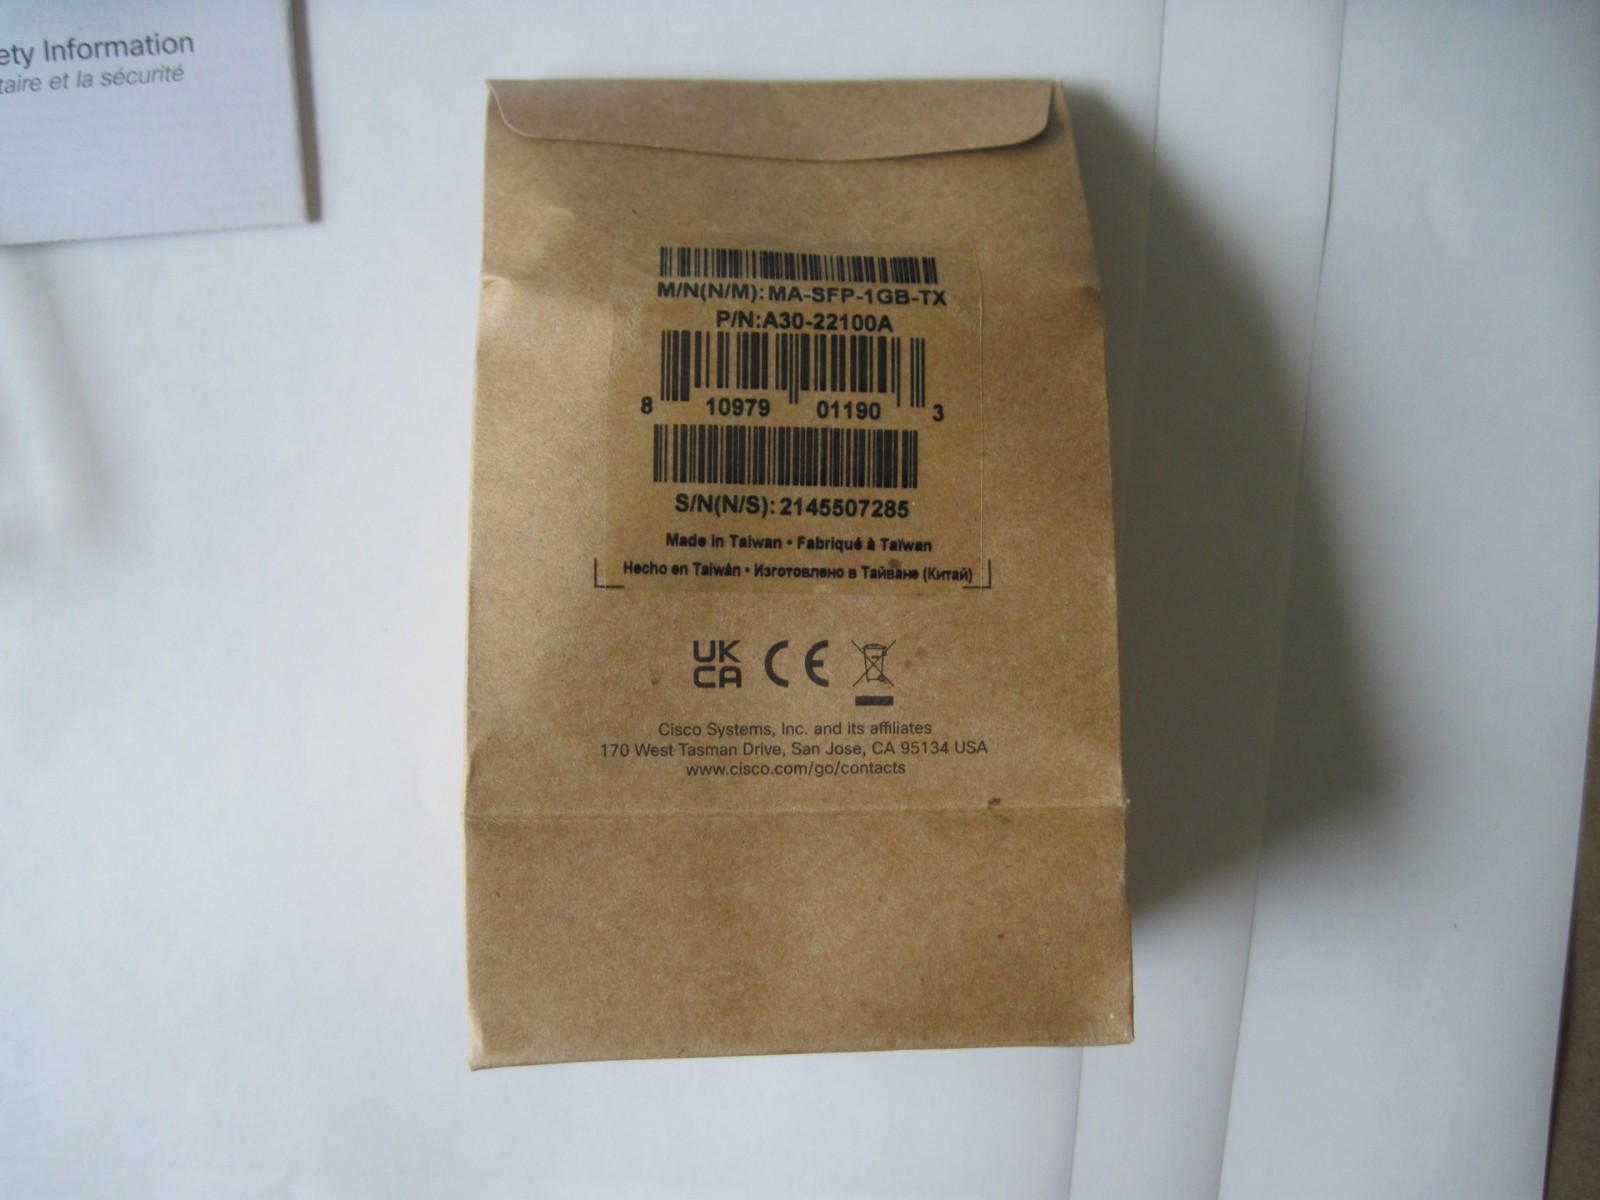 ety Information
taire et la sécurité
M/N(N/M): MA-SFP-1GB-TX
P/N:A30-22100A
8 10979 01190 3
S/N(N/S): 2145507285
Made in Taiwan • Fabriqué à Taïwan
Hecho en Taiwán • Изготовлено в Тайване (Китай)
UK
CA CE
Cisco Systems, Inc. and its affiliates
170 West Tasman Drive, San Jose, CA 95134 USA
www.cisco.com/go/contacts